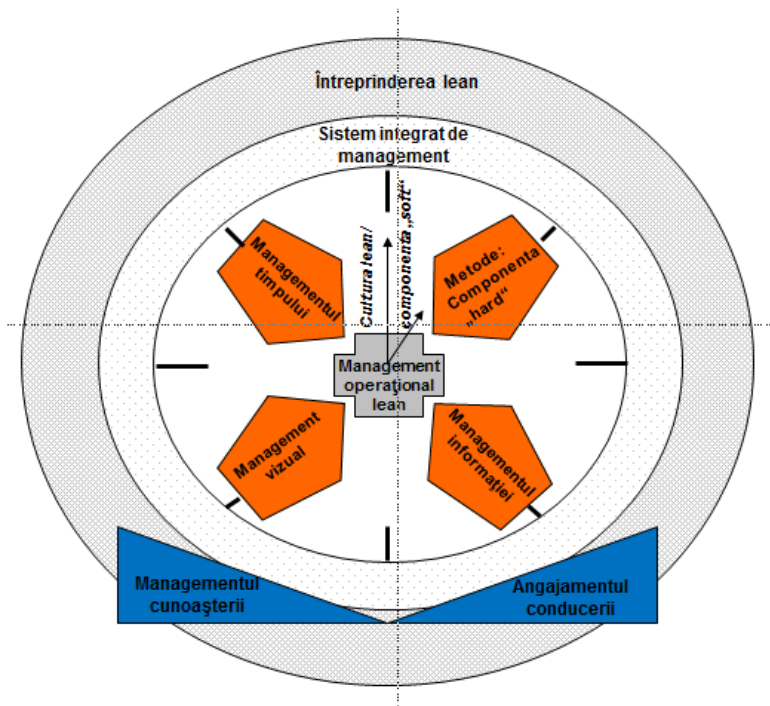 Întreprinderea lean
Sistem integrat de
management
Managementul
timpului
Cultura lean/
componenta „soft“
Metode:
Componenta
„hard“
Management
operaţional
lean
Management
vizual
Managementul
informaţiei
Managementul
cunoaşterii
Angajamentul
conducerii